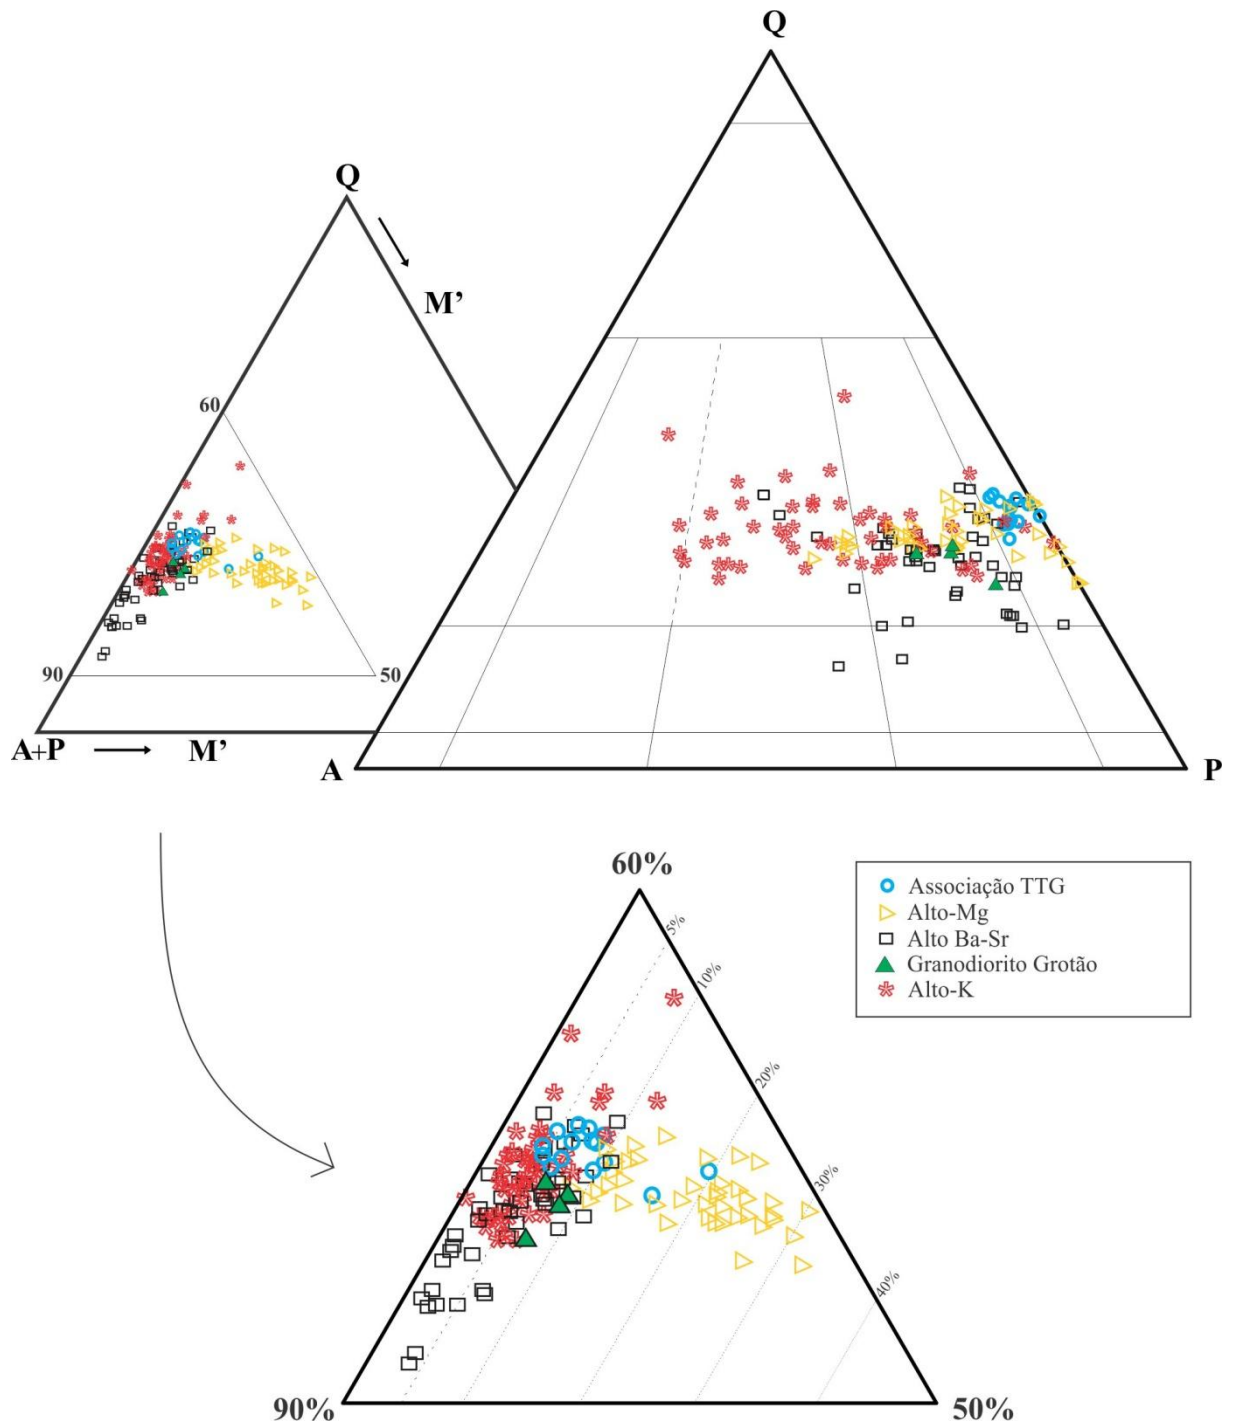 Q
Q
M’
60
90
50
A+P
M’
A
P
60%
5%
10%
20%
30%
40%
90%
50%
Associação TTG
Alto-Mg
Alto Ba-Sr
Granodiorito Grotão
Alto-K